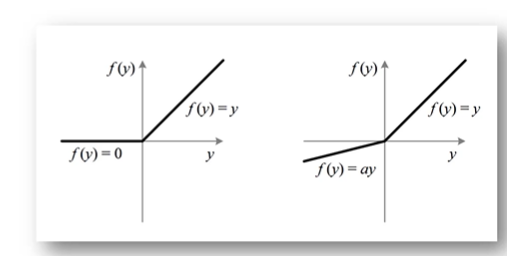 f(y)
f(y) = y
f(y) = 0
y
f(y)
f(y) = y
y
f(y) = ay